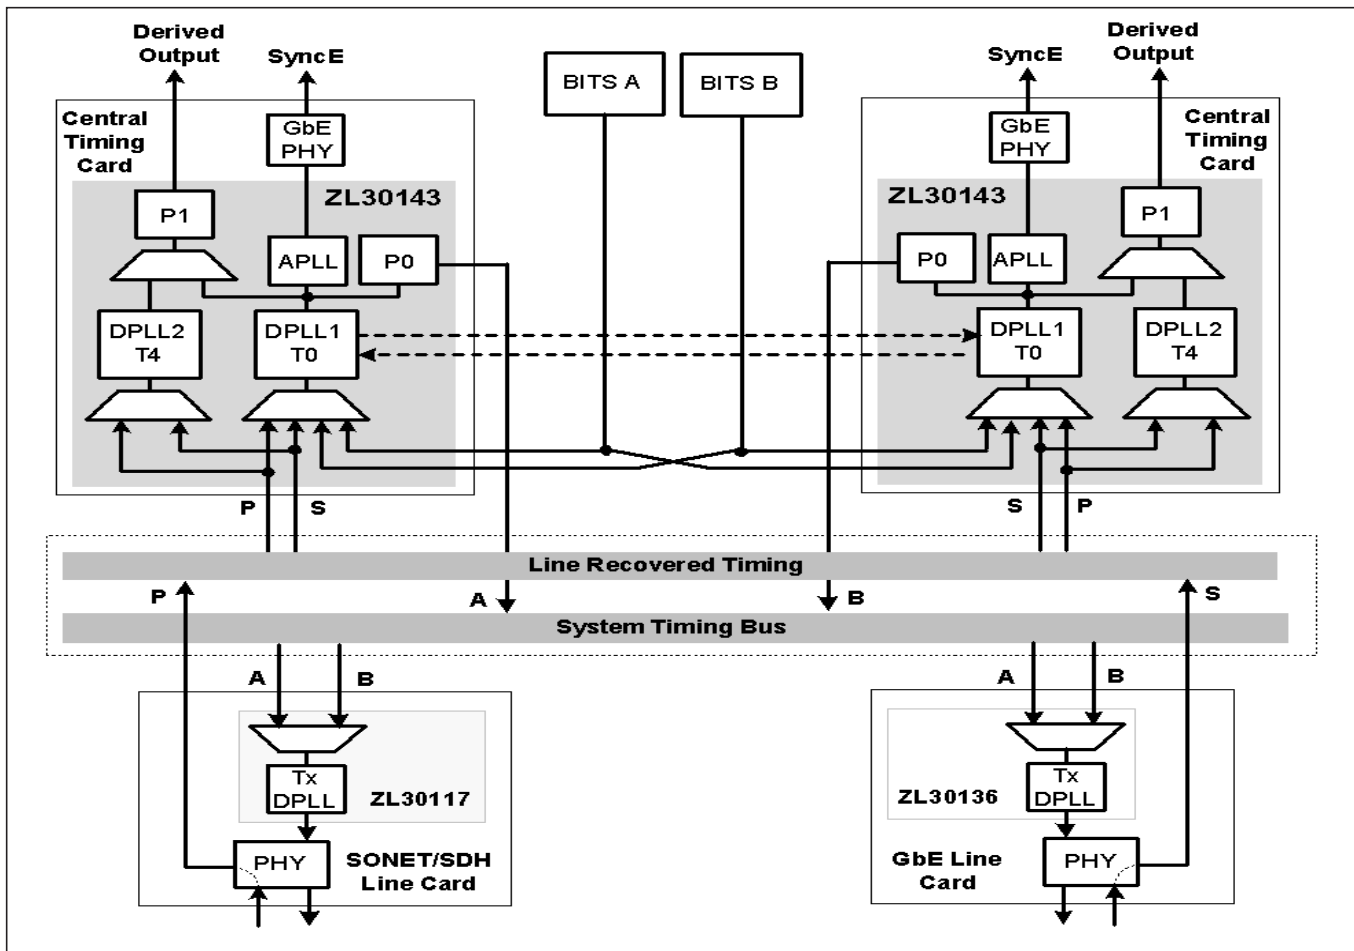 Derived
Output
SyncE
BITS A
BITS B
SyncE
Derived
Output
Central
Timing
Card
GbE
PHY
GbE
PHY
Central
Timing
Card
ZL30143
ZL30143
P1
APLL
P0
P0
APLL
P1
DPLL2
T4
DPLL1
T0
DPLL1
T0
DPLL2
T4
P
S
S
P
Line Recovered Timing
P
A
B
S
System Timing Bus
A
B
A
B
Tx
DPLL
ZL30117
ZL30136
Tx
DPLL
PHY
SONET/SDH
Line Card
GbE Line
Card
PHY